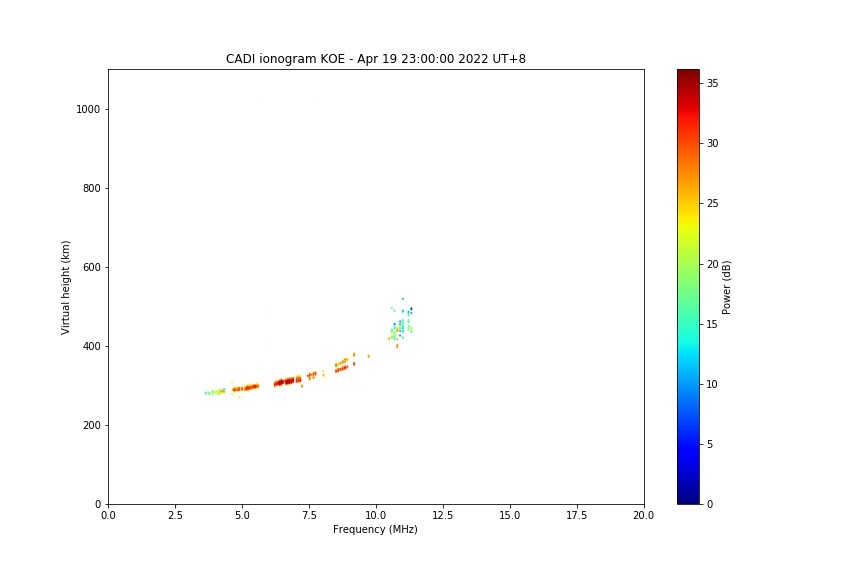 CADI ionogram KOE - Apr 19 23:00:00 2022 UT+8
1000
800
600
400
200
0
Virtual height (km)
0.0 2.5 5.0 7.5 10.0 12.5 15.0 17.5 20.0
Frequency (MHz)
35
30
25
20
15
10
5
0
Power (dB)